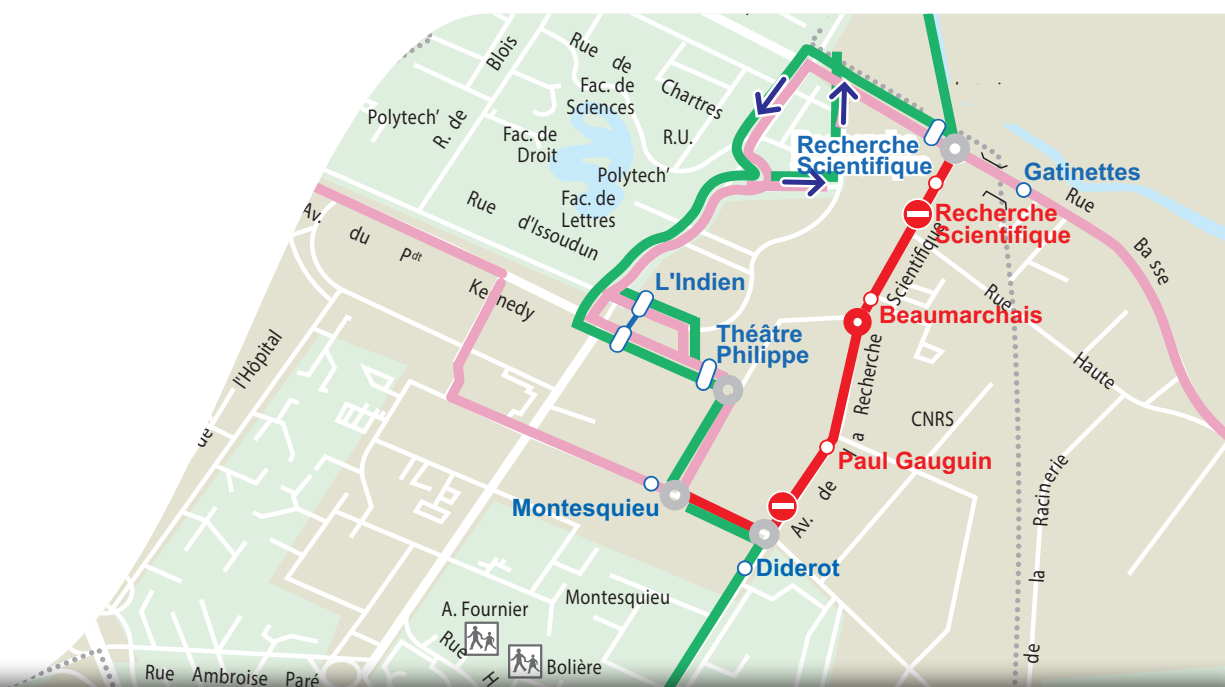 Blois
R. de
Polytech'
Rue de
Chartres
Fac. de
Sciences
R.U.
Fac. de
Droit
Polytech'
Fac. de
Lettres
Rue
d'Issoudun
Recherche
Scientifique
Gatinettes
Rue
Ba sse
Recherche
Scientifique
Av.
du
Pdt
Kennedy
L'Indien
Théâtre
Philippe
Beaumarchais
Rue
Haute
de
l'Hôpital
CNRS
Av. de la Recherche Scientifique
Paul Gauguin
Montesquieu
Diderot
de
la
Racinerie
Montesquieu
A. Fournier
Rue
H
Bolière
Rue Ambroise Paré